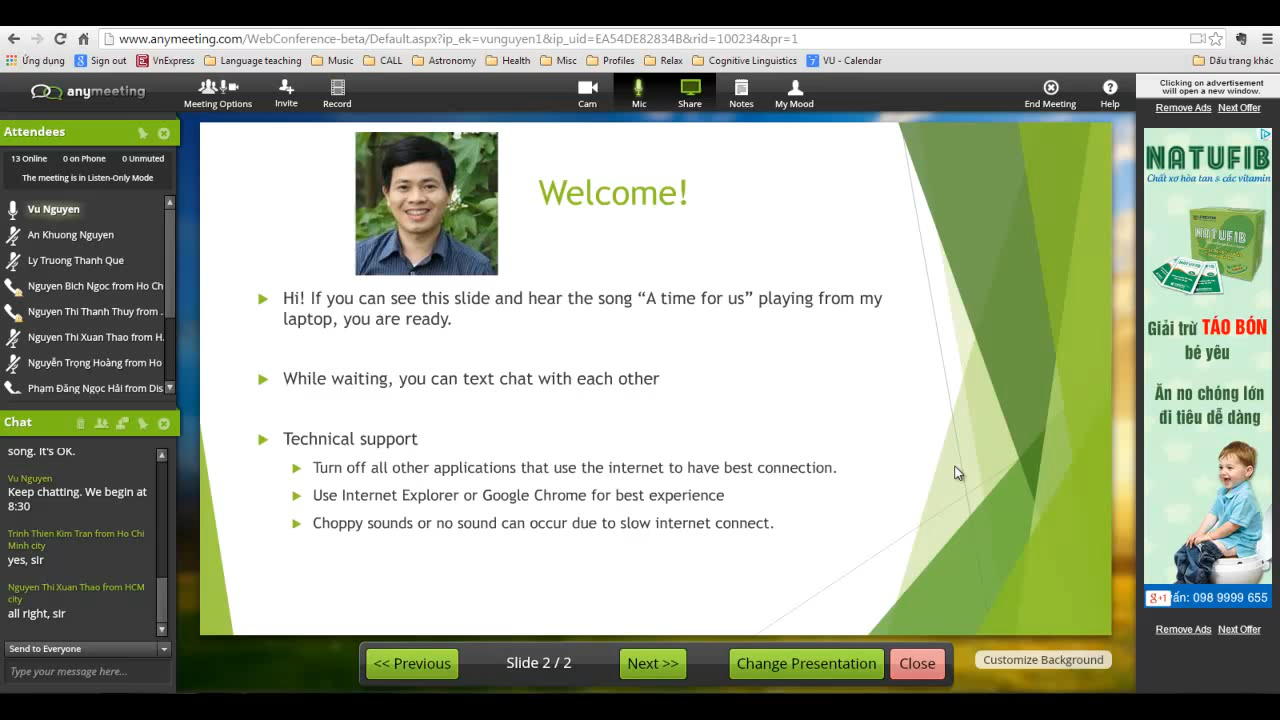 www.anymeeting.com/WebConference-beta/Default.aspx?ip_ek=vunguyen1&ip_uid=EA54DE82834B&rid=100234&pr=1
Ứng dụng Sign out VnExpress Language teaching Music CALL Astronomy Health Misc Profiles Relax Cognitive Linguistics 7 VU - Calendar Dấu trang khác
anymeeting Meeting Options Invite Record Cam Mic Share Notes My Mood End Meeting Help
Clicking on advertisement
will open a new window.
Remove Ads Next Offer
Attendees
13 Online 0 on Phone 0 Unmuted
The meeting is in Listen-Only Mode
Vu Nguyen
An Khuong Nguyen
Ly Truong Thanh Que
Nguyen Bich Ngoc from Ho Ch
Nguyen Thi Thanh Thuy from .
Nguyen Thi Xuan Thao from H.
Nguyễn Trọng Hoàng from Ho
Phạm Đăng Ngọc Hải from Dis
Chat
song. It's OK.
Vu Nguyen
Keep chatting. We begin at
8:30
Trinh Thien Kim Tran from Ho Chi
Minh city
yes, sir
Nguyen Thi Xuan Thao from HCM
city
all right, sir
Send to Everyone
Type your message here...
Welcome!
Hi! If you can see this slide and hear the song “A time for us” playing from my
laptop, you are ready.
While waiting, you can text chat with each other
Technical support
Turn off all other applications that use the internet to have best connection.
Use Internet Explorer or Google Chrome for best experience
Choppy sounds or no sound can occur due to slow internet connect.
<< Previous Slide 2 / 2 Next >> Change Presentation Close
Customize Background
NATUFIB
Chất xơ hòa tan & các vitamin
NATUFIB
Giải trừ TÁO BÓN
bé yêu
Ăn no chóng lớn
đi tiêu dễ dàng
g+1 vấn: 098 9999 655
Remove Ads Next Offer